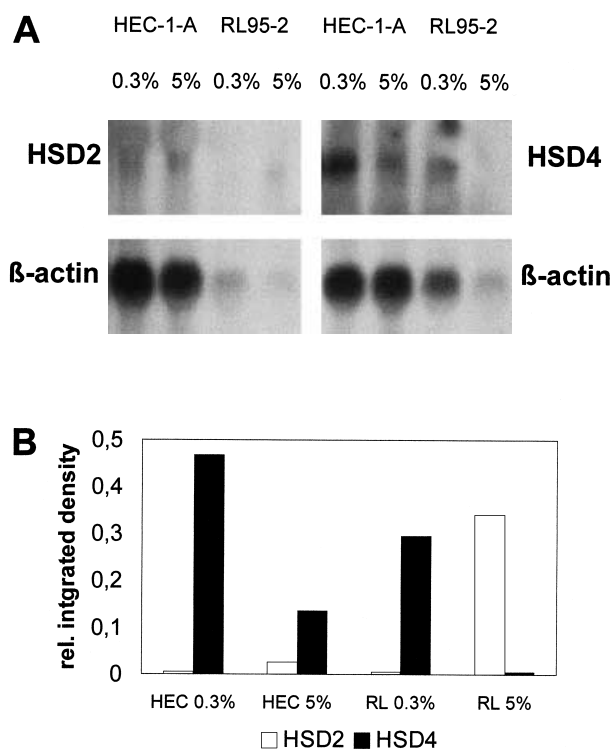 A
HEC-1-A RL95-2 HEC-1-A RL95-2
0.3% 5% 0.3% 5% 0.3% 5% 0.3% 5%
HSD2 HSD4
ß-actin ß-actin
B
rel. intgrated density
0,5
0,4
0,3
0,2
0,1
0
HEC 0.3% HEC 5% RL 0.3% RL 5%
HSD2 HSD4